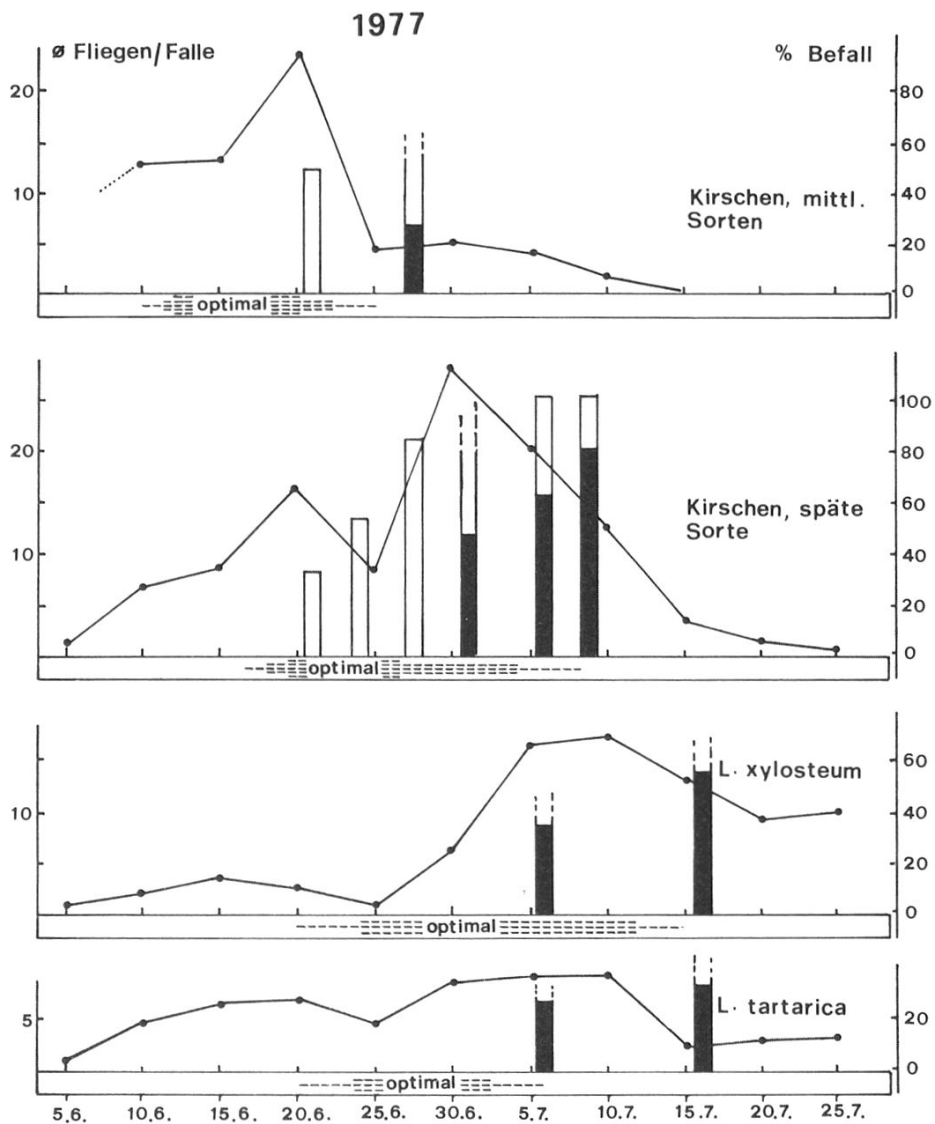 1977
ø Fliegen/Falle
% Befall
20
10
80
60
40
20
0
Kirschen, mittl.
Sorten
optimal
20
10
100
80
60
40
20
0
Kirschen, späte
Sorte
optimal
10
60
40
20
0
L. xylosteum
optimal
5
20
0
L. tartarica
optimal
5.6. 10.6. 15.6. 20.6. 25.6. 30.6. 5.7. 10.7. 15.7. 20.7. 25.7.